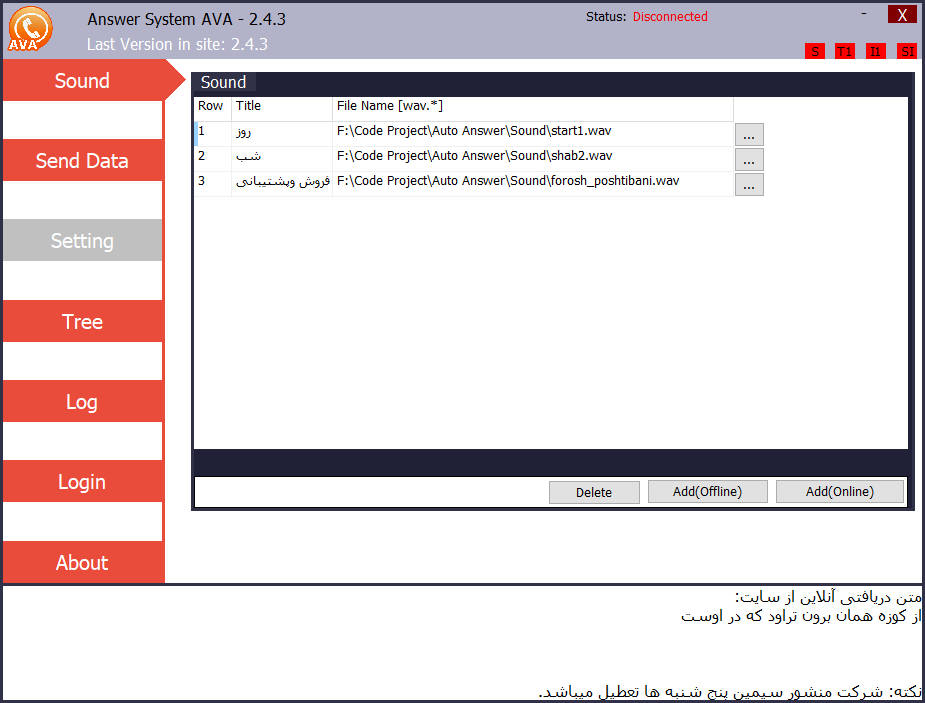 Answer System AVA - 2.4.3
Status: Disconnected
-
X
AVA
Last Version in site: 2.4.3
S T1 I1 SI
Sound
Send Data
Setting
Tree
Log
Login
About
Sound
Row Title File Name [wav.*]
1 روز F:\Code Project\Auto Answer\Sound\start1.wav ...
2 شب F:\Code Project\Auto Answer\Sound\shab2.wav ...
3 فروش وپشتیبانی F:\Code Project\Auto Answer\Sound\forosh_poshtibani.wav ...
Delete Add(Offline) Add(Online)
متن دریافتی آنلاین از سایت:
از کوزه همان برون تراود که در اوست
نکته: شرکت منشور سیمین پنج شنبه ها تعطیل میباشد.